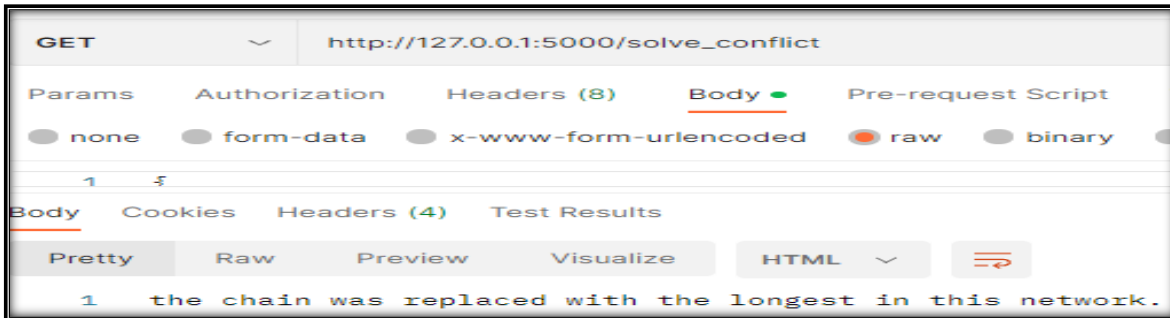 GET http://127.0.0.1:5000/solve_conflict
Params Authorization Headers (8) Body Pre-request Script
none form-data x-www-form-urlencoded raw binary
1 {
Body Cookies Headers (4) Test Results
Pretty Raw Preview Visualize HTML
1 the chain was replaced with the longest in this network.